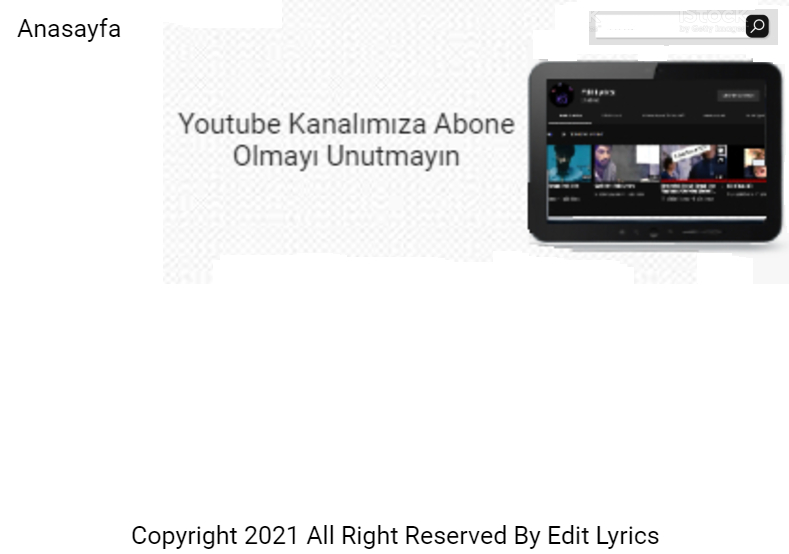 Anasayfa
iStock
by Getty Images
Youtube Kanalımıza Abone
Olmayı Unutmayın
Edit Lyrics
Copyright 2021 All Right Reserved By Edit Lyrics